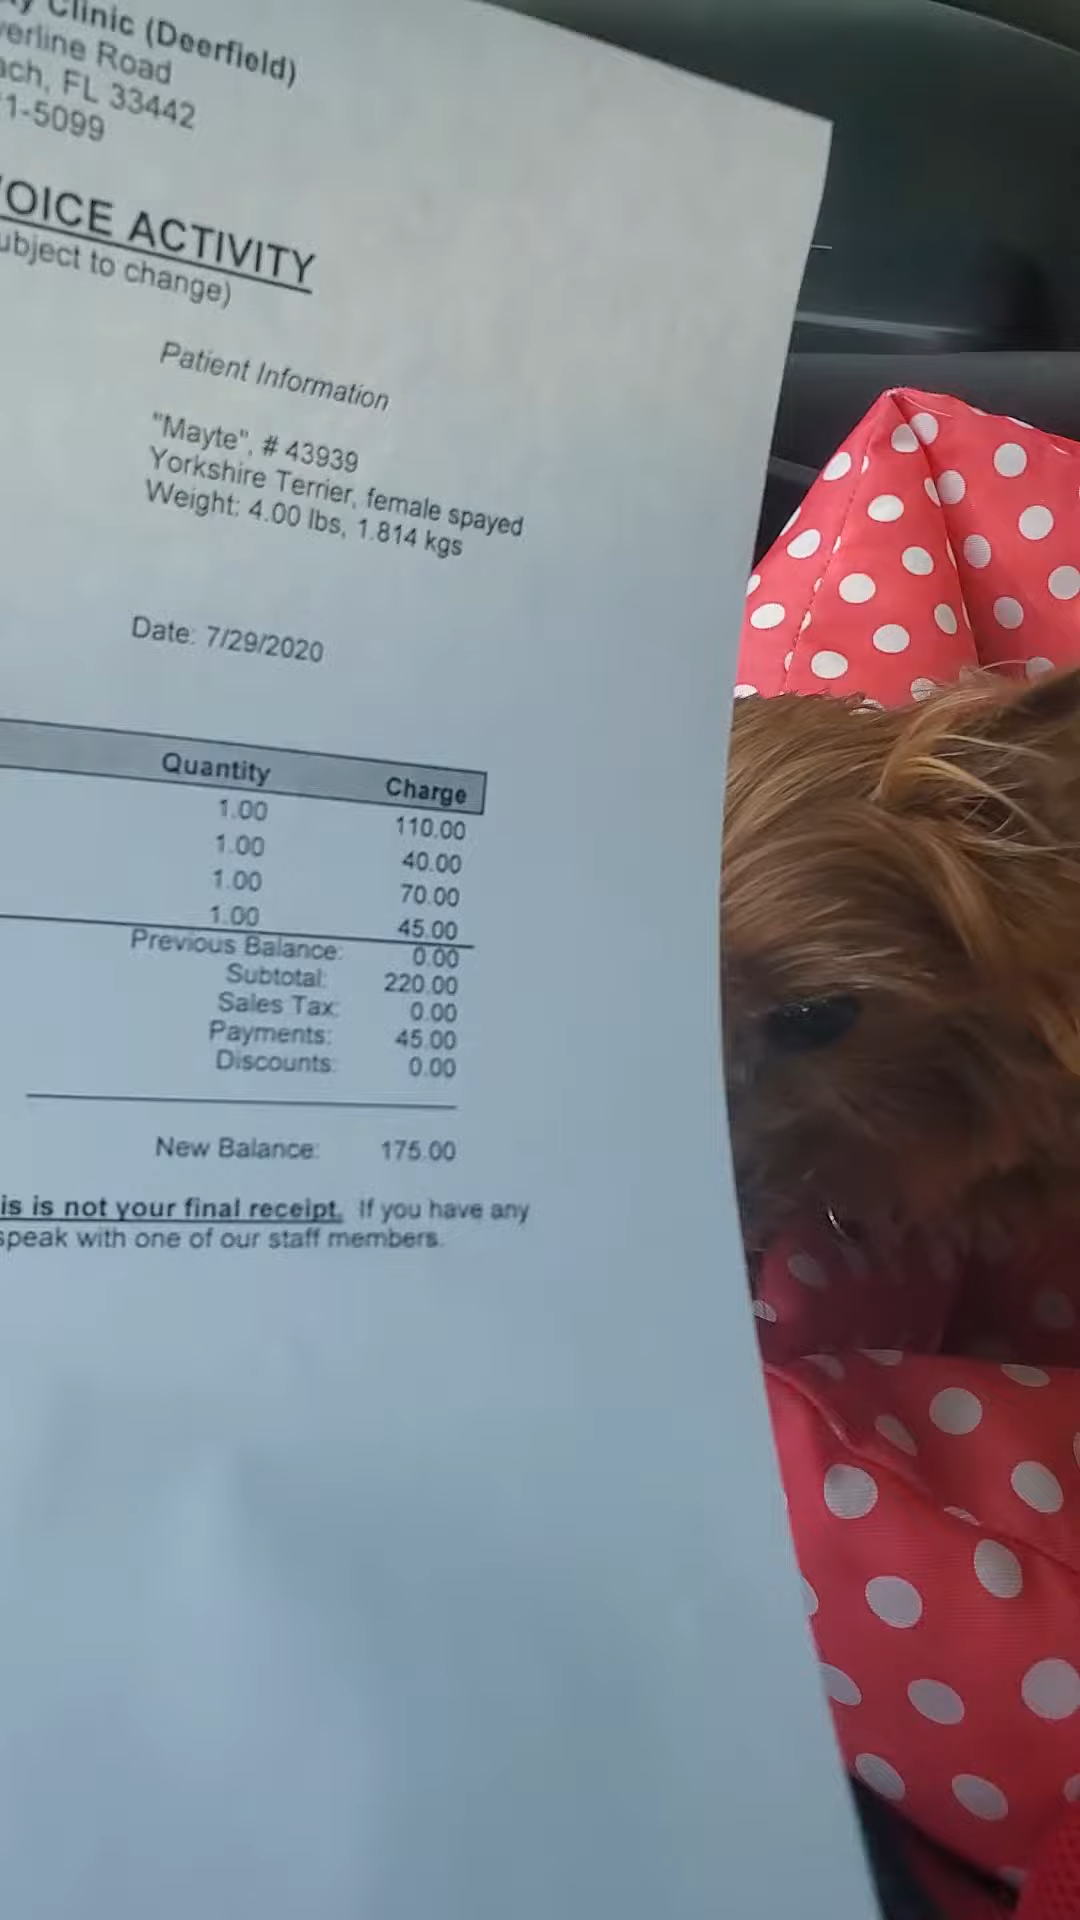 Clinic (Deerfield)
Road
FL 33442
1-5099
OICE ACTIVITY
ubject to change)
Patient Information
"Mayte", # 43939
Yorkshire Terrier, female spayed
Weight: 4.00 lbs, 1.814 kgs
Date: 7/29/2020
Quantity Charge
1.00 110.00
1.00 40.00
1.00 70.00
1.00 45.00
Previous Balance: 0.00
Subtotal: 220.00
Sales Tax: 0.00
Payments: 45.00
Discounts: 0.00
New Balance: 175.00
is is not your final receipt. If you have any
speak with one of our staff members.